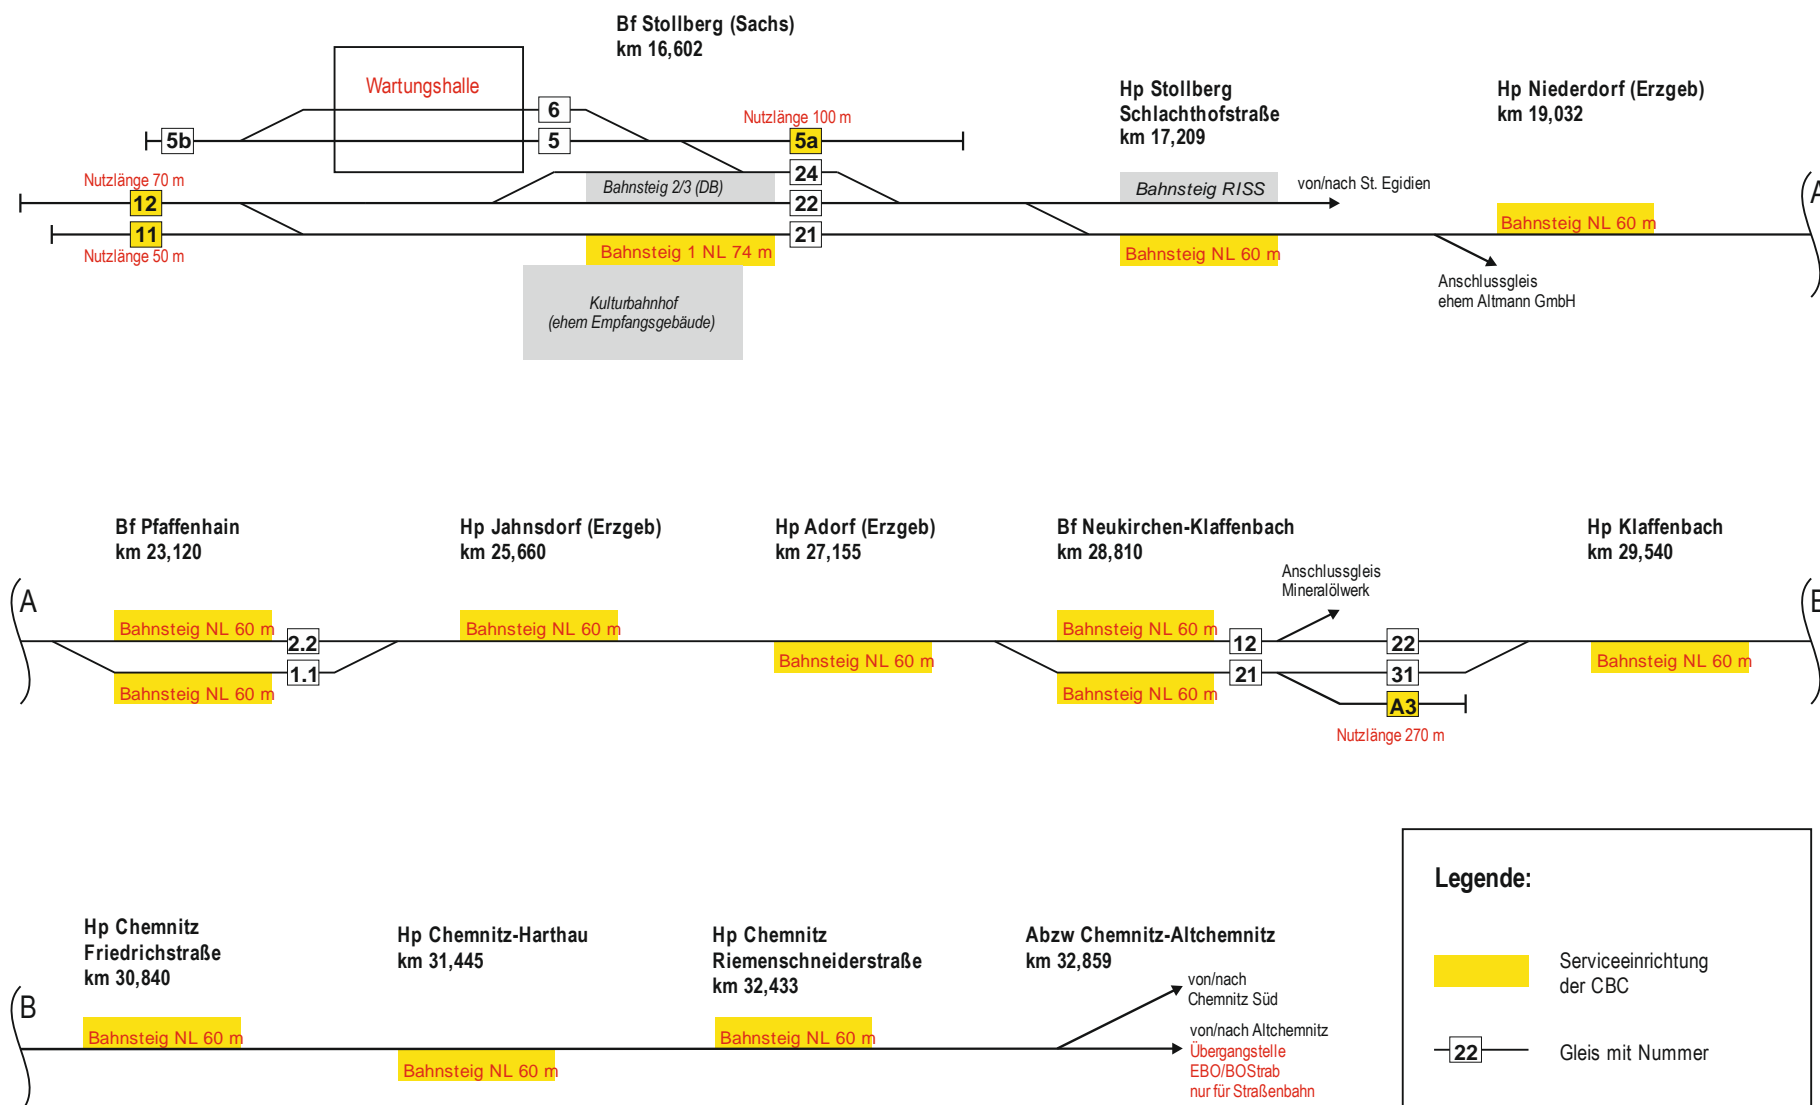 Bf Stollberg (Sachs)
km 16,602
Wartungshalle
6
5b
5
Nutzlänge 100 m
5a
24
Nutzlänge 70 m
12
Bahnsteig 2/3 (DB)
22
11
21
Nutzlänge 50 m
Bahnsteig 1 NL 74 m
Kulturbahnhof
(ehem Empfangsgebäude)
Hp Stollberg
Schlachthofstraße
km 17,209
Bahnsteig RISS
von/nach St. Egidien
Bahnsteig NL 60 m
Hp Niederdorf (Erzgeb)
km 19,032
Bahnsteig NL 60 m
Anschlussgleis
ehem Altmann GmbH
A
A
Bf Pfaffenhain
km 23,120
Bahnsteig NL 60 m
2.2
1.1
Bahnsteig NL 60 m
Hp Jahnsdorf (Erzgeb)
km 25,660
Bahnsteig NL 60 m
Hp Adorf (Erzgeb)
km 27,155
Bahnsteig NL 60 m
Bf Neukirchen-Klaffenbach
km 28,810
Anschlussgleis
Mineralölwerk
Bahnsteig NL 60 m
12
22
21
31
Bahnsteig NL 60 m
A3
Nutzlänge 270 m
Hp Klaffenbach
km 29,540
Bahnsteig NL 60 m
B
B
Hp Chemnitz
Friedrichstraße
km 30,840
Bahnsteig NL 60 m
Hp Chemnitz-Harthau
km 31,445
Bahnsteig NL 60 m
Hp Chemnitz
Riemenschneiderstraße
km 32,433
Bahnsteig NL 60 m
Abzw Chemnitz-Altchemnitz
km 32,859
von/nach
Chemnitz Süd
von/nach Altchemnitz
Übergangstelle
EBO/BOStrab
nur für Straßenbahn
Legende:
Serviceeinrichtung
der CBC
22
Gleis mit Nummer